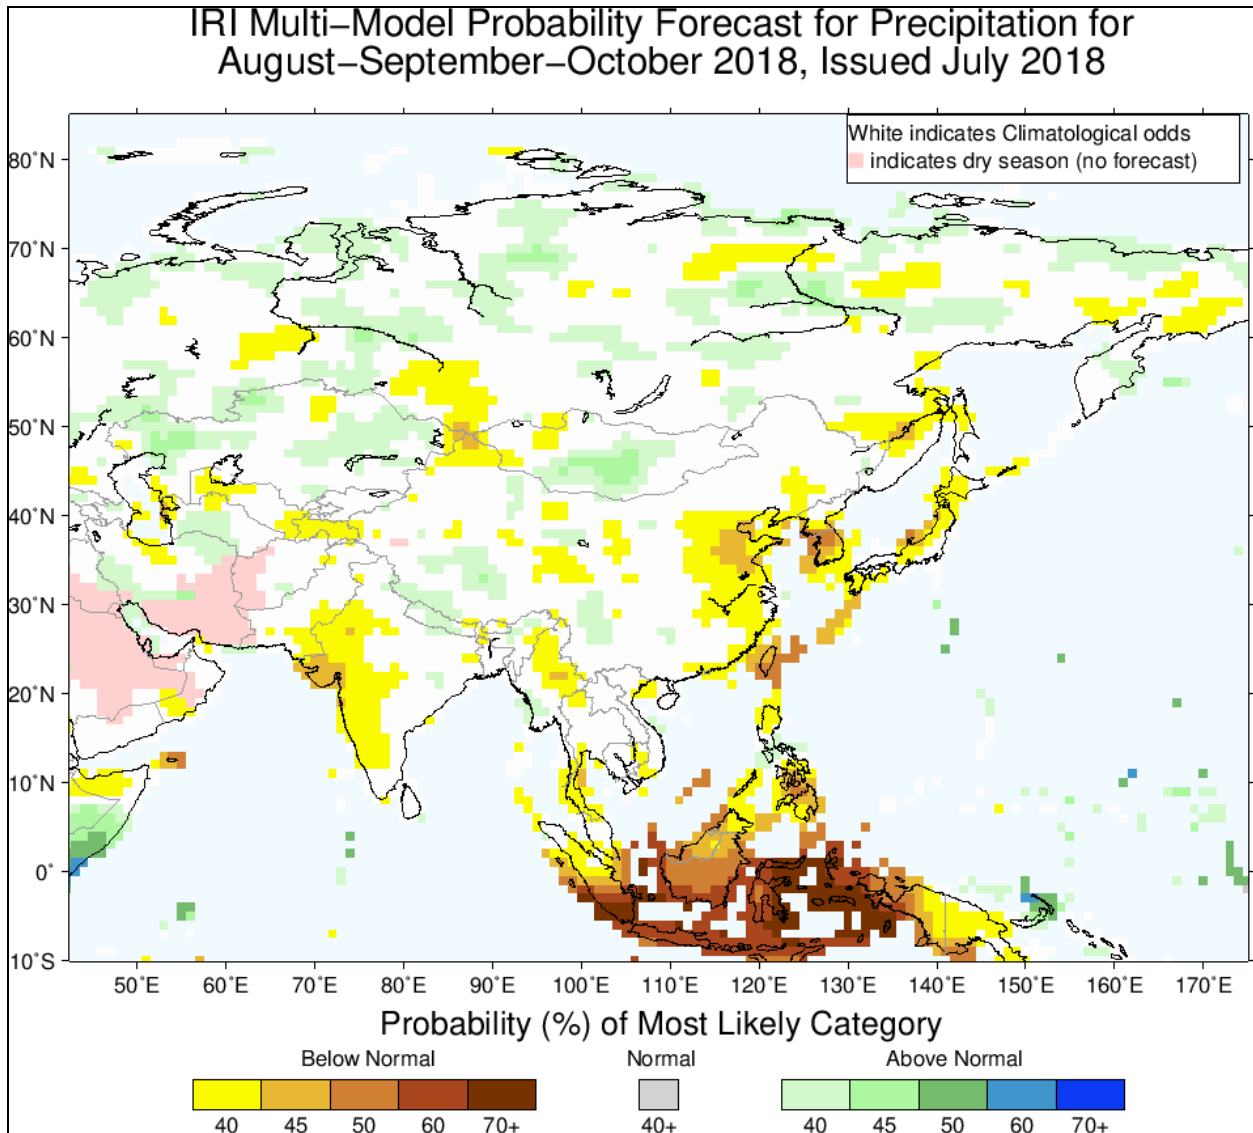 IRI Multi−Model Probability Forecast for Precipitation for
August−September−October 2018, Issued July 2018
White indicates Climatological odds
indicates dry season (no forecast)
80˚N
70˚N
60˚N
50˚N
40˚N
30˚N
20˚N
10˚N
0˚
10˚S
50˚E 60˚E 70˚E 80˚E 90˚E 100˚E 110˚E 120˚E 130˚E 140˚E 150˚E 160˚E 170˚E
Probability (%) of Most Likely Category
Below Normal Normal Above Normal
40 45 50 60 70+ 40+ 40 45 50 60 70+